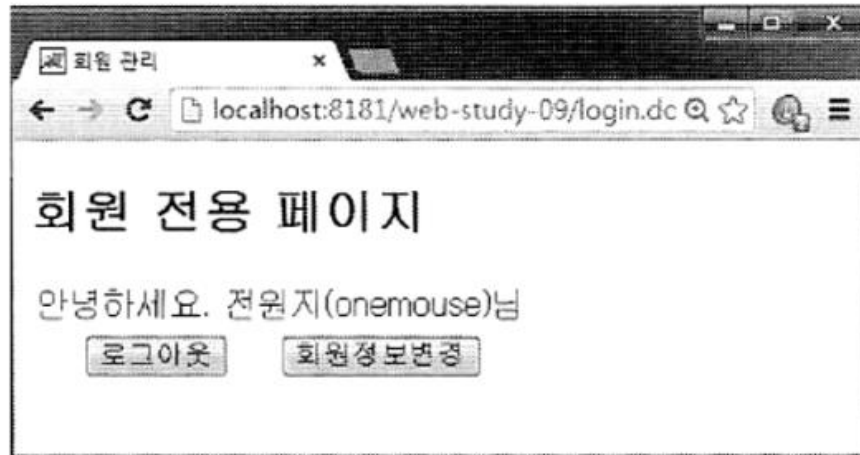 회원 관리
localhost:8181/web-study-09/login.dc
회원 전용 페이지
안녕하세요. 전원지(onemouse)님
로그아웃 회원정보변경